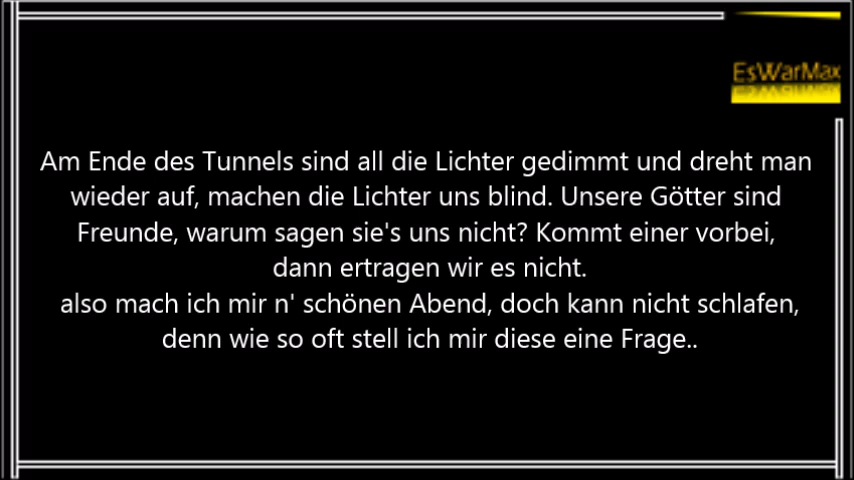 EsWarMax
Am Ende des Tunnels sind all die Lichter gedimmt und dreht man
wieder auf, machen die Lichter uns blind. Unsere Götter sind
Freunde, warum sagen sie's uns nicht? Kommt einer vorbei,
dann ertragen wir es nicht.
also mach ich mir n' schönen Abend, doch kann nicht schlafen,
denn wie so oft stell ich mir diese eine Frage..